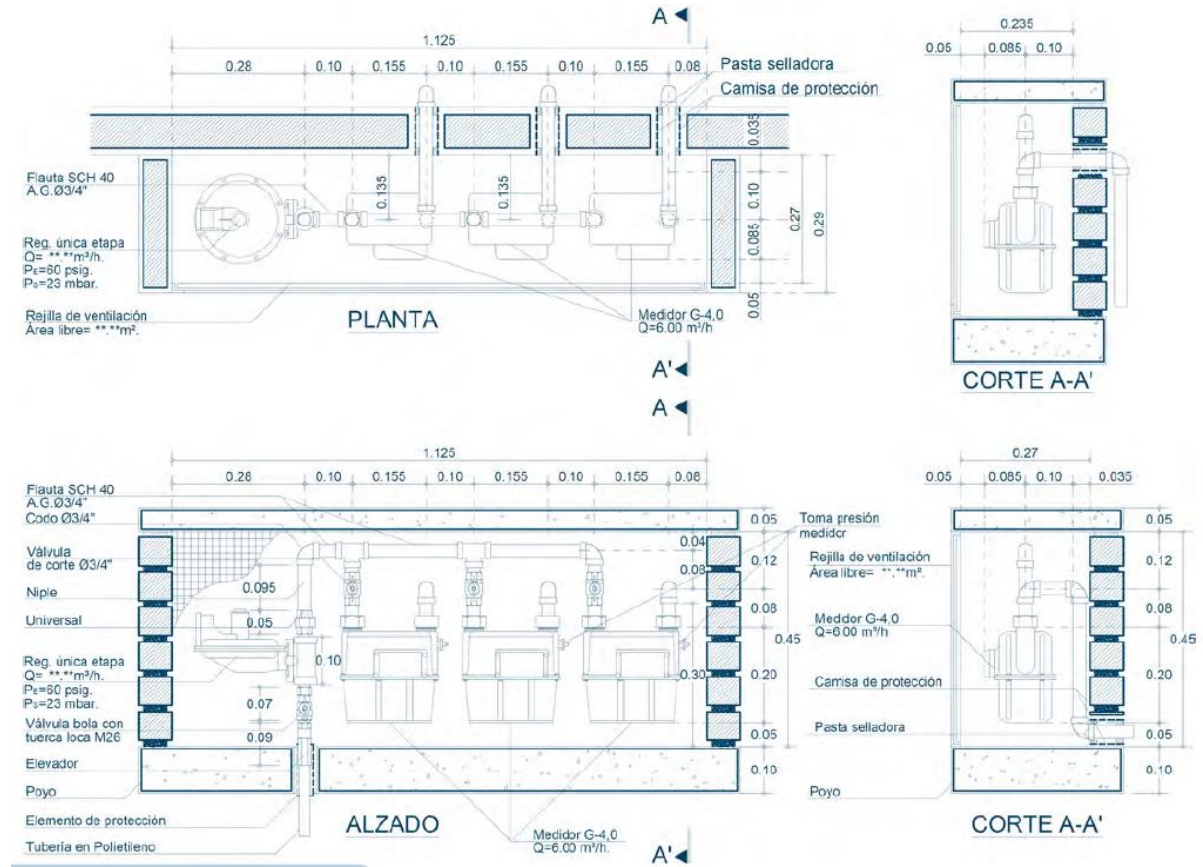 A
1.125
0.28 0.10 0.155 0.10 0.155 0.10 0.155 0.08
Pasta selladora
Camisa de protección
0.035
Flauta SCH 40
A.G.Ø3/4"
0.135
0.135
0.10
0.27
0.29
0.085
0.05
Reg. única etapa
Q= **.**m³/h.
PE=60 psig.
Ps=23 mbar.
Rejilla de ventilación
Área libre= **.**m².
PLANTA
Medidor G-4,0
Q=6.00 m³/h
A'
0.235
0.05 0.085 0.10
CORTE A-A'
A
1.125
0.28 0.10 0.155 0.10 0.155 0.10 0.155 0.08
Flauta SCH 40
A.G.Ø3/4"
Codo Ø3/4"
Válvula
de corte Ø3/4"
Niple
Universal
Reg. única etapa
Q= **.**m³/h.
PE=60 psig.
Ps=23 mbar.
Válvula bola con
tuerca loca M26
Elevador
Poyo
Elemento de protección
Tubería en Polietileno
0.095
0.05
0.10
0.07
0.09
0.04
0.08
0.30
0.05
0.12
0.08
0.45
0.20
0.05
0.10
Toma presión
medidor
ALZADO
Medidor G-4,0
Q=6.00 m³/h
A'
0.27
0.05 0.085 0.10 0.035
Rejilla de ventilación
Área libre= **.**m².
Medidor G-4,0
Q=6.00 m³/h
Camisa de protección
Pasta selladora
Poyo
0.05
0.12
0.08
0.45
0.20
0.05
0.10
CORTE A-A'